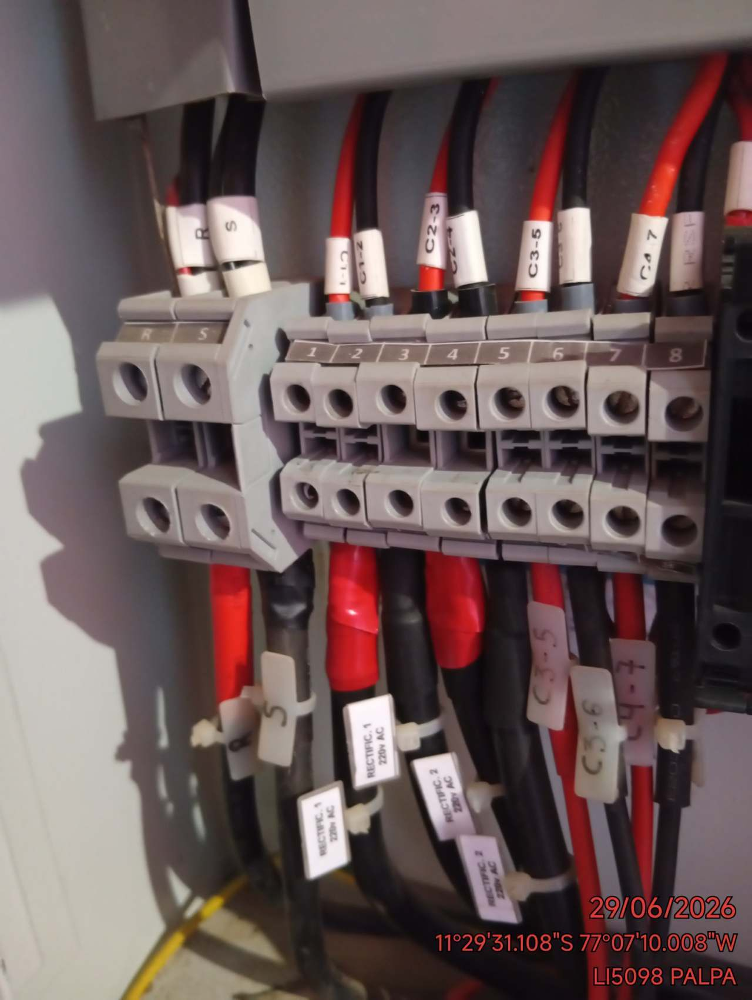 R
S
C2-3
C1-2
C2-4
C3-5
C4-7
R S
1 2 3 4 5 6 7 8
C3-5
C4-7
S
C3-6
R
RECTIFIC. 1
220v AC
RECTIFIC. 2
220v AC
RECTIFIC. 1
220v AC
RECTIFIC. 2
220v AC
29/06/2026
11°29'31.108"S 77°07'10.008"W
LI5098 PALPA